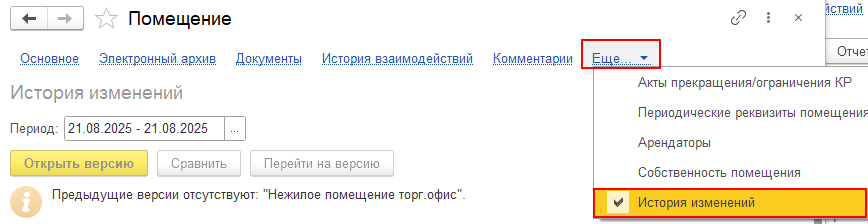 Помещение
Основное Электронный архив Документы История взаимодействий Комментарии Еще...
История изменений
Период: 21.08.2025 - 21.08.2025 ...
Открыть версию Сравнить Перейти на версию
Предыдущие версии отсутствуют: "Нежилое помещение торг.офис".
Акты прекращения/ограничения КР
Периодические реквизиты помещения
Арендаторы
Собственность помещения
История изменений